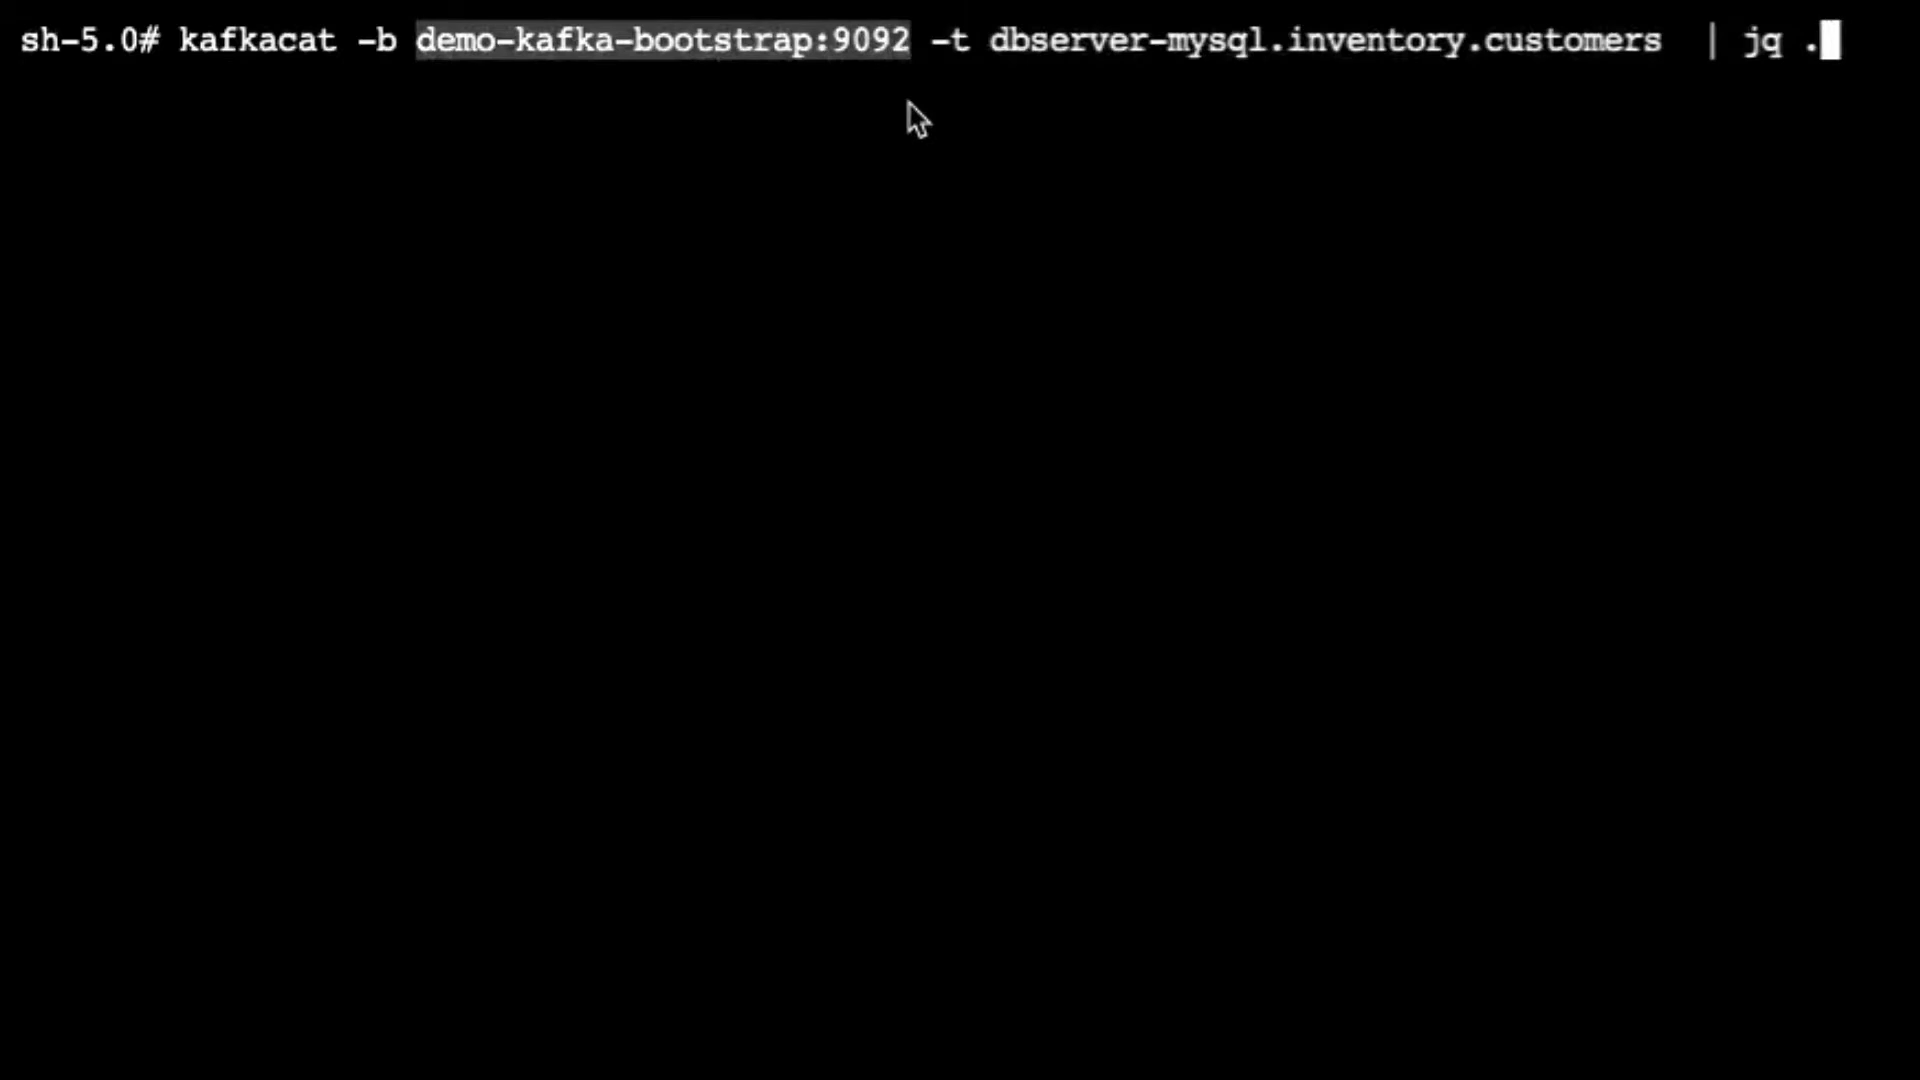 sh-5.0# kafkacat -b demo-kafka-bootstrap:9092 -t dbserver-mysql.inventory.customers  | jq .